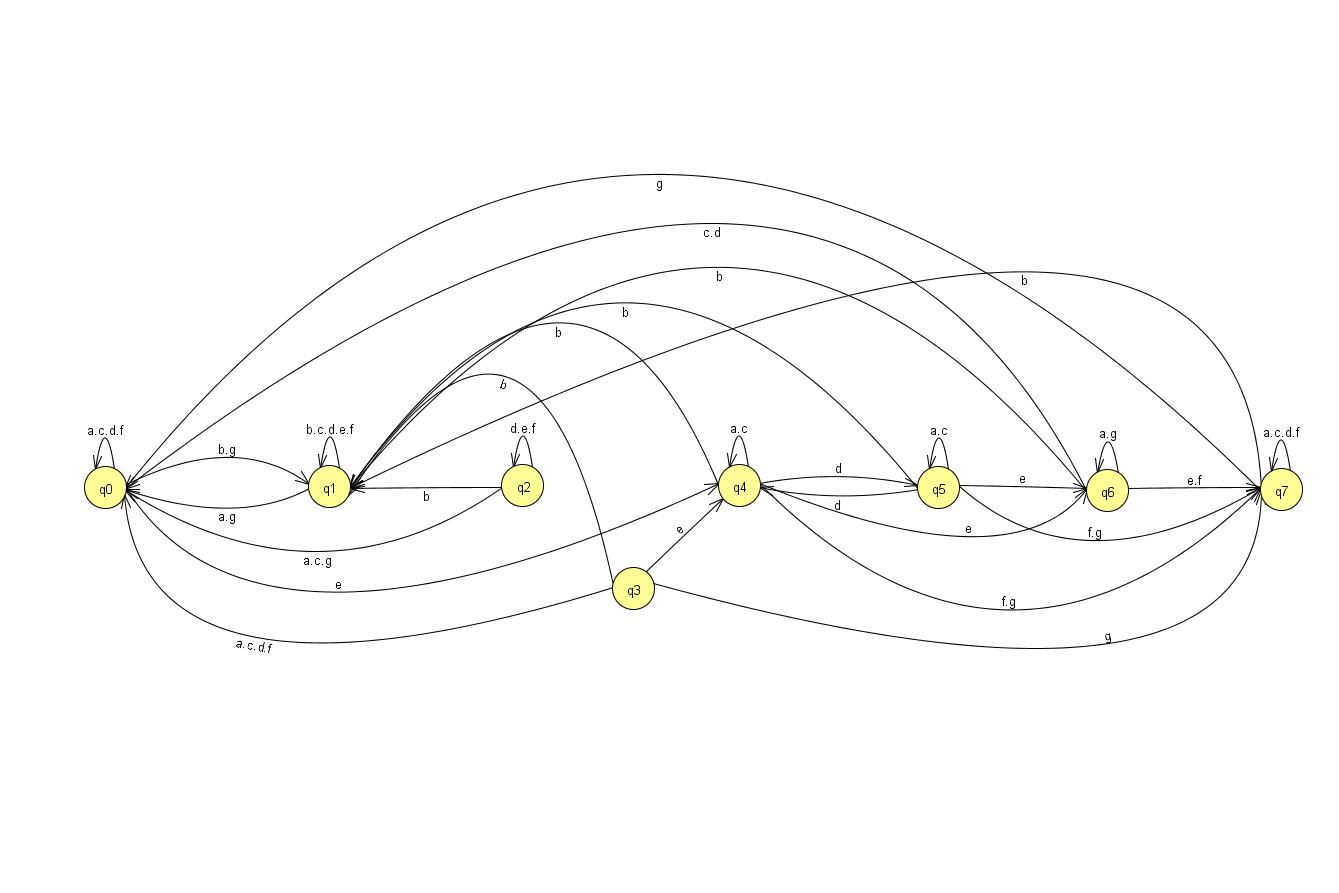 g
c.d
b
b
b
b
b
a.c.d.f
b.c.d.e.f
d.e.f
a.c
a.c
a.g
a.c.d.f
b.g
d
e
e.f
q0
q1
q2
q4
q5
q6
q7
b
a.g
d
e
f.g
e
a.c.g
e
q3
f.g
a.c.d.f
g